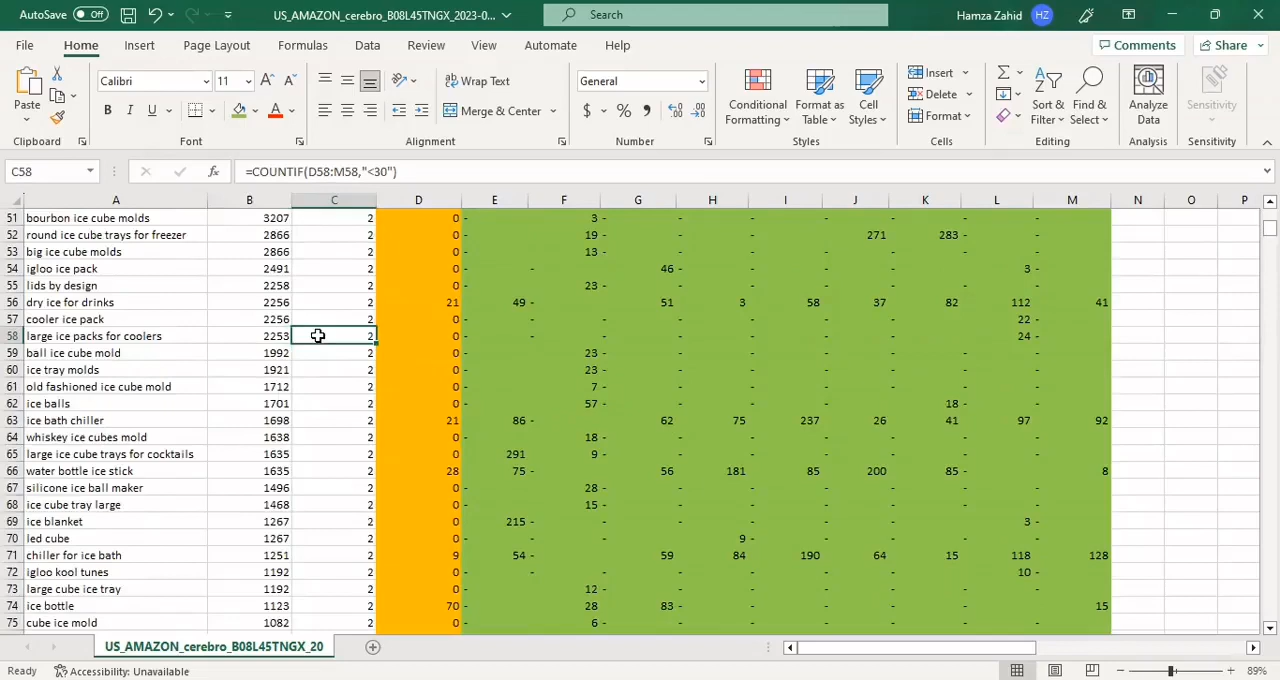 AutoSave Off US_AMAZON_cerebro_B08L45TNGX_2023-0... Search Hamza Zahid HZ
File Home Insert Page Layout Formulas Data Review View Automate Help Comments Share
Paste Calibri 11 A A Wrap Text General Conditional Formatting Format as Table Cell Styles Insert Sort & Filter Find & Select Analyze Data Sensitivity
B I U A Merge & Center $ % , Delete
Format
Clipboard Font Alignment Number Styles Cells Editing Analysis Sensitivity
C58 fx =COUNTIF(D58:M58,"<30")
A B C D E F G H I J K L M N O P
51 bourbon ice cube molds 3207 2 0 - 3 - - - - - - -
52 round ice cube trays for freezer 2866 2 0 - 19 - - - - 271 283 - -
53 big ice cube molds 2866 2 0 - 13 - - - - - - -
54 igloo ice pack 2491 2 0 - - 46 - - - - - 3 -
55 lids by design 2258 2 0 - 23 - - - - - - -
56 dry ice for drinks 2256 2 21 49 - 51 3 58 37 82 112 41
57 cooler ice pack 2256 2 0 - - - - - - - - 22 -
58 large ice packs for coolers 2253 2 0 - - - - - - - - 24 -
59 ball ice cube mold 1992 2 0 - 23 - - - - - - -
60 ice tray molds 1921 2 0 - 23 - - - - - - -
61 old fashioned ice cube mold 1712 2 0 - 7 - - - - - - -
62 ice balls 1701 2 0 - 57 - - - - - 18 - -
63 ice bath chiller 1698 2 21 86 - 62 75 237 26 41 97 92
64 whiskey ice cubes mold 1638 2 0 - 18 - - - - - - -
65 large ice cube trays for cocktails 1635 2 0 291 9 - - - - - - -
66 water bottle ice stick 1635 2 28 75 - 56 181 85 200 85 - 8
67 silicone ice ball maker 1496 2 0 - 28 - - - - - - -
68 ice cube tray large 1468 2 0 - 15 - - - - - - -
69 ice blanket 1267 2 0 215 - - - - - - - 3 -
70 led cube 1267 2 0 - - - - 9 - - - - -
71 chiller for ice bath 1251 2 9 54 - 59 84 190 64 15 118 128
72 igloo kool tunes 1192 2 0 - - - - - - - - 10 -
73 large cube ice tray 1192 2 0 - 12 - - - - - - -
74 ice bottle 1123 2 70 - 28 83 - - - - - 15
75 cube ice mold 1082 2 0 - 6 - - - - - - -
US_AMAZON_cerebro_B08L45TNGX_20
Ready Accessibility: Unavailable 89%